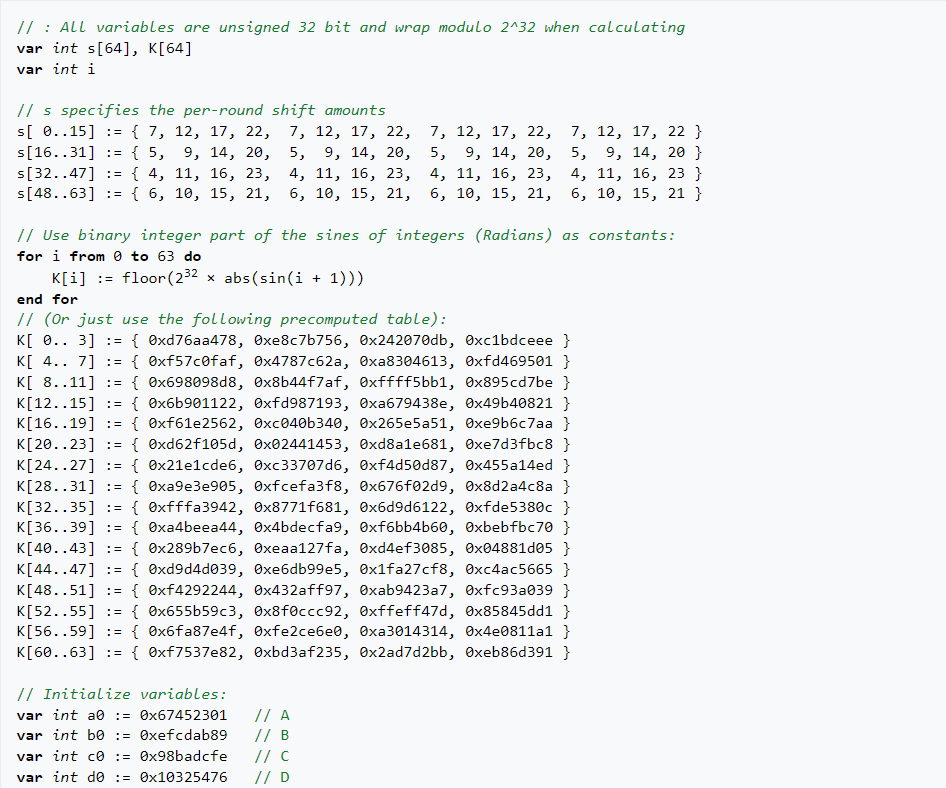 // : All variables are unsigned 32 bit and wrap modulo 2^32 when calculating
var int s[64], K[64]
var int i
// s specifies the per-round shift amounts
s[ 0..15] := { 7, 12, 17, 22,  7, 12, 17, 22,  7, 12, 17, 22,  7, 12, 17, 22 }
s[16..31] := { 5,  9, 14, 20,  5,  9, 14, 20,  5,  9, 14, 20,  5,  9, 14, 20 }
s[32..47] := { 4, 11, 16, 23,  4, 11, 16, 23,  4, 11, 16, 23,  4, 11, 16, 23 }
s[48..63] := { 6, 10, 15, 21,  6, 10, 15, 21,  6, 10, 15, 21,  6, 10, 15, 21 }
// Use binary integer part of the sines of integers (Radians) as constants:
for i from 0 to 63 do
    K[i] := floor(2^32 × abs(sin(i + 1)))
end for
// (Or just use the following precomputed table):
K[ 0.. 3] := { 0xd76aa478, 0xe8c7b756, 0x242070db, 0xc1bdceee }
K[ 4.. 7] := { 0xf57c0faf, 0x4787c62a, 0xa8304613, 0xfd469501 }
K[ 8..11] := { 0x698098d8, 0x8b44f7af, 0xffff5bb1, 0x895cd7be }
K[12..15] := { 0x6b901122, 0xfd987193, 0xa679438e, 0x49b40821 }
K[16..19] := { 0xf61e2562, 0xc040b340, 0x265e5a51, 0xe9b6c7aa }
K[20..23] := { 0xd62f105d, 0x02441453, 0xd8a1e681, 0xe7d3fbc8 }
K[24..27] := { 0x21e1cde6, 0xc33707d6, 0xf4d50d87, 0x455a14ed }
K[28..31] := { 0xa9e3e905, 0xfcefa3f8, 0x676f02d9, 0x8d2a4c8a }
K[32..35] := { 0xfffa3942, 0x8771f681, 0x6d9d6122, 0xfde5380c }
K[36..39] := { 0xa4beea44, 0x4bdecfa9, 0xf6bb4b60, 0xbebfbc70 }
K[40..43] := { 0x289b7ec6, 0xeaa127fa, 0xd4ef3085, 0x04881d05 }
K[44..47] := { 0xd9d4d039, 0xe6db99e5, 0x1fa27cf8, 0xc4ac5665 }
K[48..51] := { 0xf4292244, 0x432aff97, 0xab9423a7, 0xfc93a039 }
K[52..55] := { 0x655b59c3, 0x8f0ccc92, 0xffeff47d, 0x85845dd1 }
K[56..59] := { 0x6fa87e4f, 0xfe2ce6e0, 0xa3014314, 0x4e0811a1 }
K[60..63] := { 0xf7537e82, 0xbd3af235, 0x2ad7d2bb, 0xeb86d391 }
// Initialize variables:
var int a0 := 0x67452301   // A
var int b0 := 0xefcdab89   // B
var int c0 := 0x98badcfe   // C
var int d0 := 0x10325476   // D